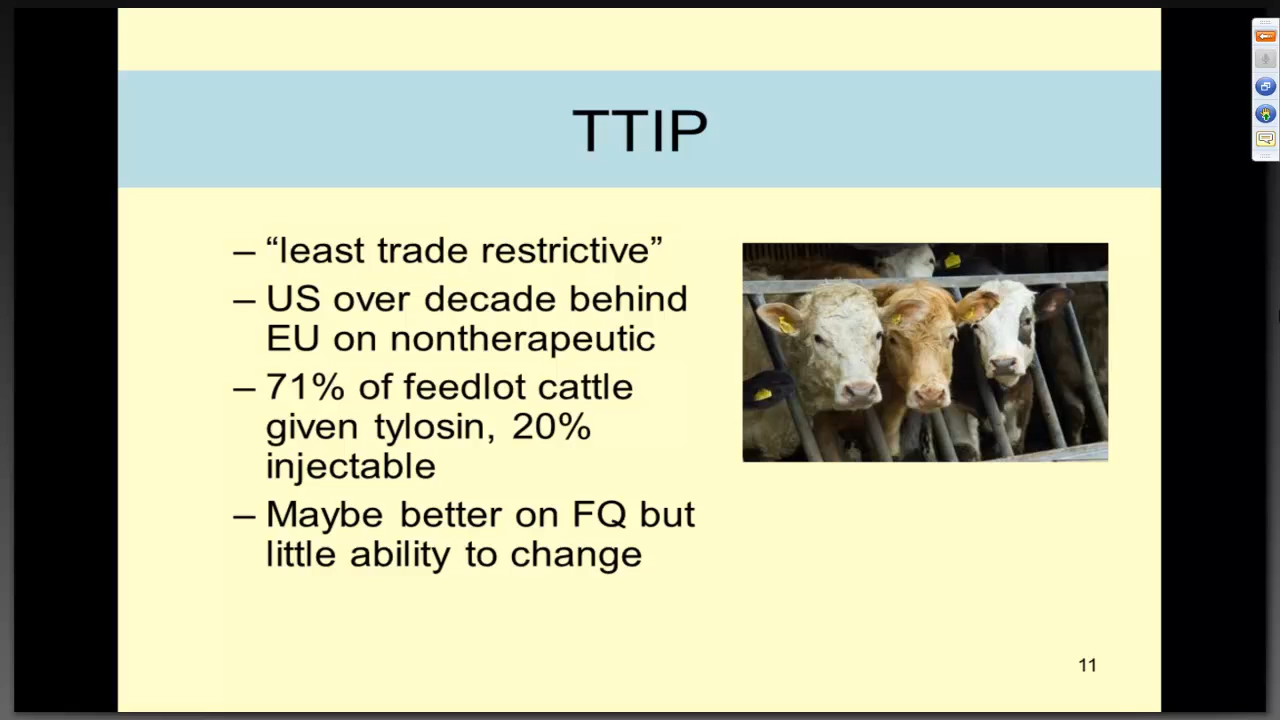 TTIP
– “least trade restrictive”
– US over decade behind
EU on nontherapeutic
– 71% of feedlot cattle
given tylosin, 20%
injectable
– Maybe better on FQ but
little ability to change
11